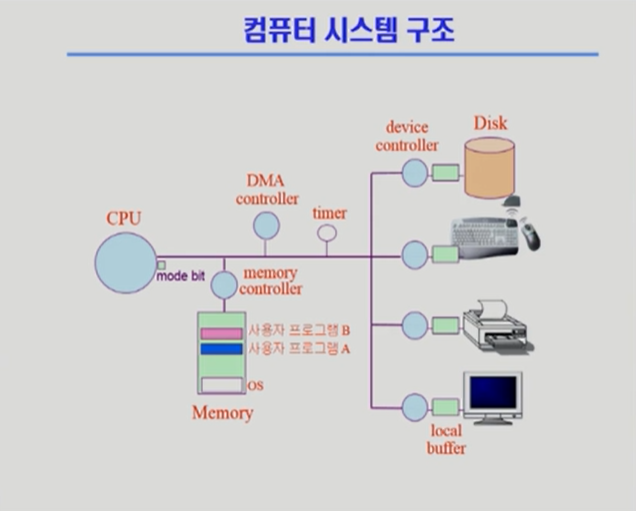 컴퓨터 시스템 구조
device
controller
Disk
DMA
controller
timer
CPU
mode bit
memory
controller
사용자 프로그램 B
사용자 프로그램 A
OS
Memory
local
buffer